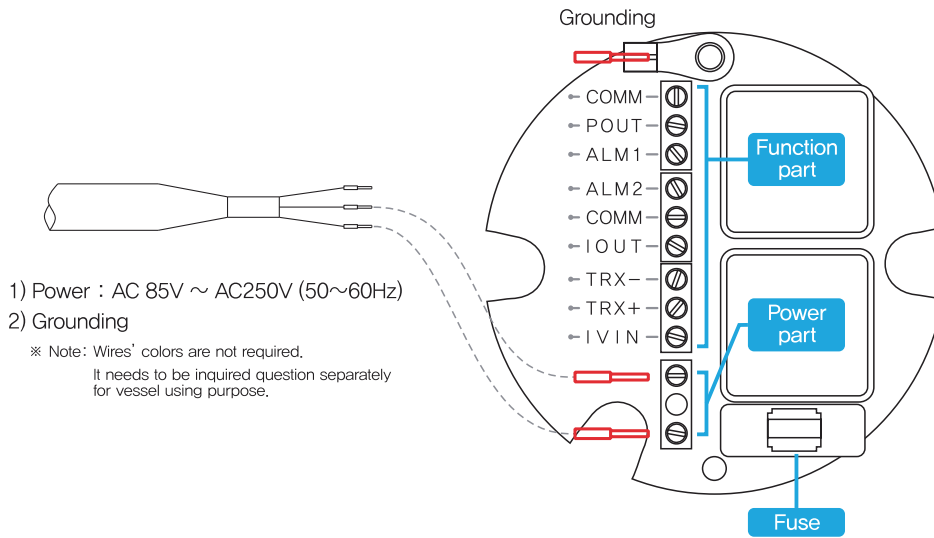 Grounding
COMM
POUT
ALM1
ALM2
COMM
IOUT
TRX-
TRX+
IVIN
Function
part
Power
part
Fuse
1) Power : AC 85V ～ AC250V (50～60Hz)
2) Grounding
※ Note: Wires' colors are not required.
It needs to be inquired question separately
for vessel using purpose.